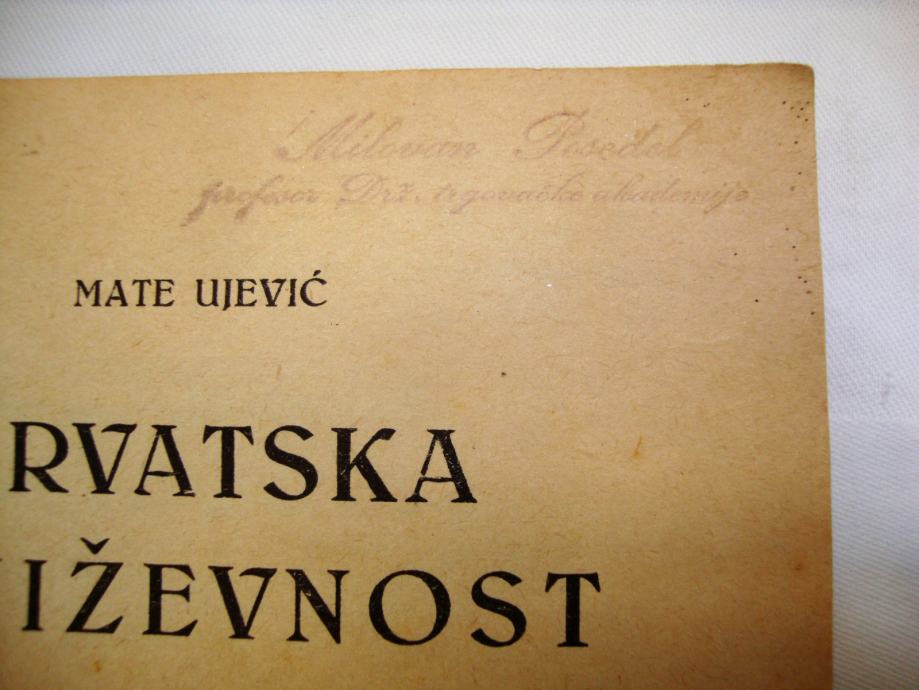 Milovan Posedel
profesor Drž. trgovačke akademije
MATE UJEVIĆ
RVATSKA
IŽEVNOST